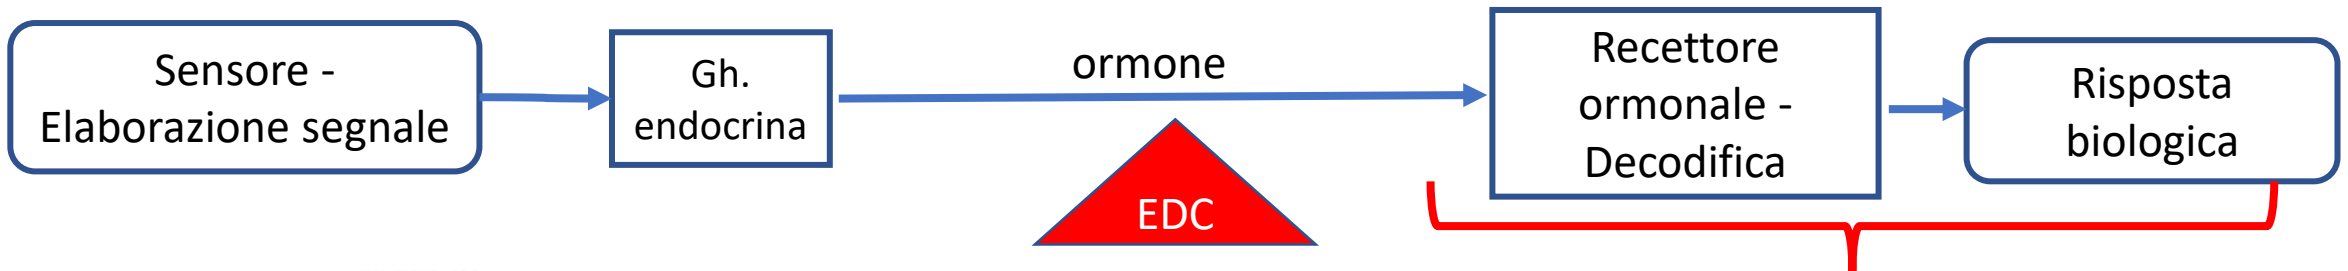 Sensore -
Elaborazione segnale
Gh.
endocrina
ormone
EDC
Recettore
ormonale -
Decodifica
Risposta
biologica